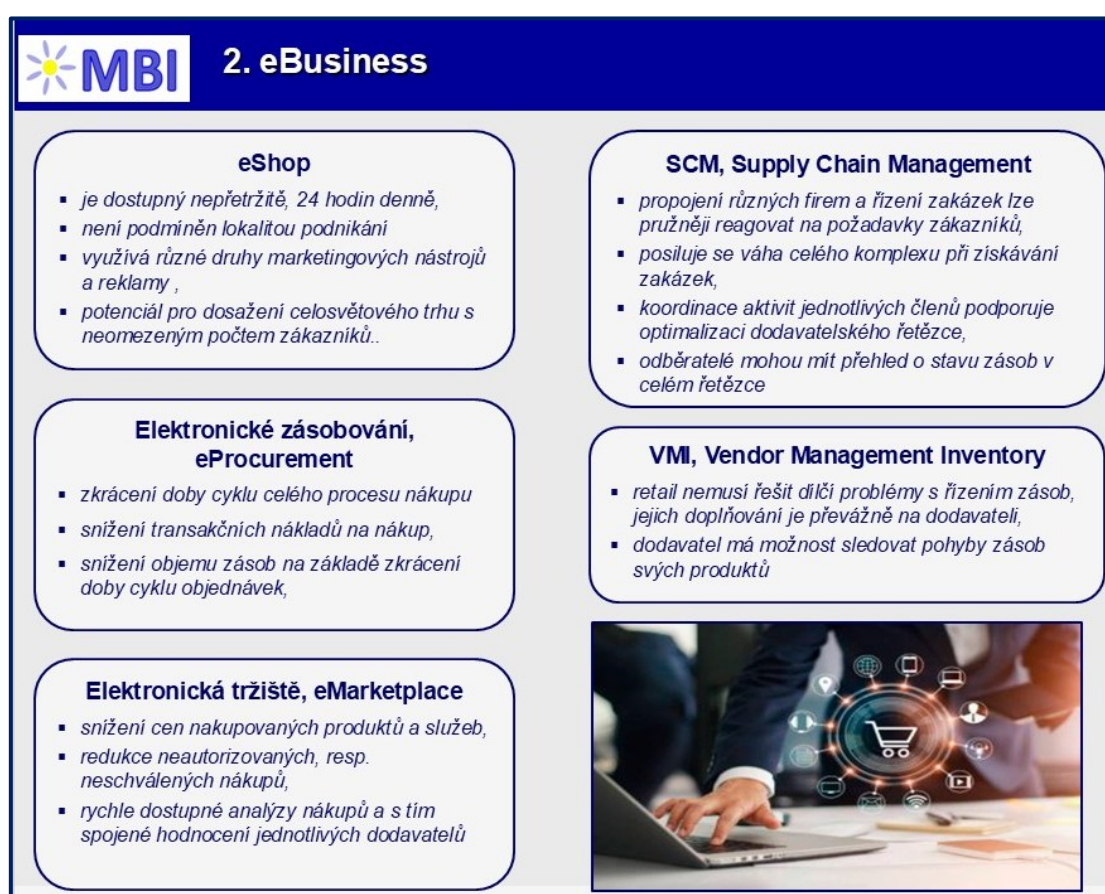 MBI
2. eBusiness
eShop
▪ je dostupný nepřetržitě, 24 hodin denně,
▪ není podmíněn lokalitou podnikání
▪ využívá různé druhy marketingových nástrojů
a reklamy ,
▪ potenciál pro dosažení celosvětového trhu s
neomezeným počtem zákazníků..
Elektronické zásobování,
eProcurement
▪ zkrácení doby cyklu celého procesu nákupu
▪ snížení transakčních nákladů na nákup,
▪ snížení objemu zásob na základě zkrácení
doby cyklu objednávek,
Elektronická tržiště, eMarketplace
▪ snížení cen nakupovaných produktů a služeb,
▪ redukce neautorizovaných, resp.
neschválených nákupů,
▪ rychle dostupné analýzy nákupů a s tím
spojené hodnocení jednotlivých dodavatelů
SCM, Supply Chain Management
▪ propojení různých firem a řízení zakázek lze
pružněji reagovat na požadavky zákazníků,
▪ posiluje se váha celého komplexu při získávání
zakázek,
▪ koordinace aktivit jednotlivých členů podporuje
optimalizaci dodavatelského řetězce,
▪ odběratelé mohou mít přehled o stavu zásob v
celém řetězce
VMI, Vendor Management Inventory
▪ retail nemusí řešit dílčí problémy s řízením zásob,
jejich doplňování je převážně na dodavateli,
▪ dodavatel má možnost sledovat pohyby zásob
svých produktů